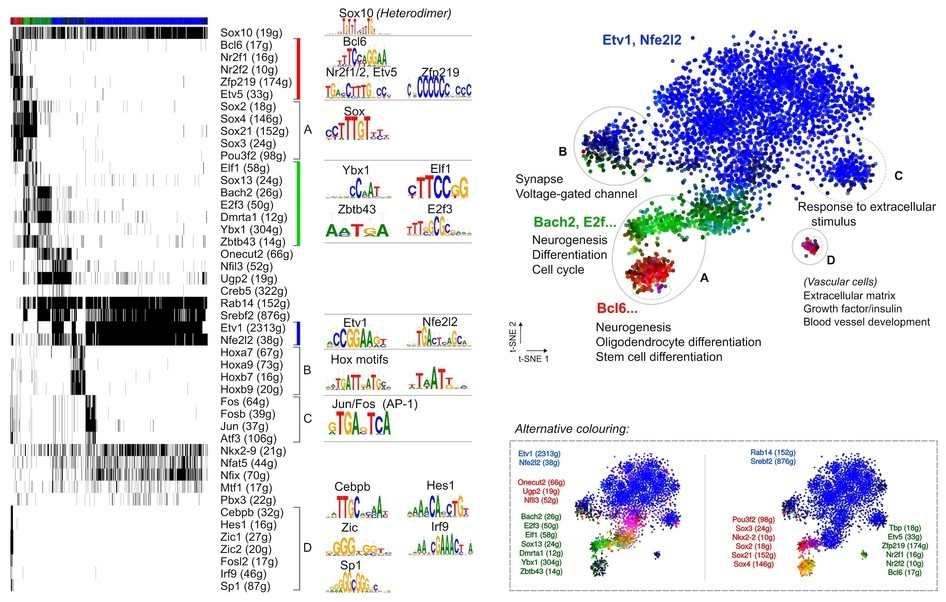 Sox10 (19g)
Bcl6 (17g)
Nr2f1 (16g)
Nr2f2 (10g)
Zfp219 (174g)
Etv5 (33g)
Sox2 (18g)
Sox4 (146g)
Sox21 (152g)
Sox3 (24g)
Pou3f2 (98g)
Elf1 (58g)
Sox13 (24g)
Bach2 (26g)
E2f3 (50g)
Dmrta1 (12g)
Ybx1 (304g)
Zbtb43 (14g)
Onecut2 (66g)
Nfil3 (52g)
Ugp2 (19g)
Creb5 (322g)
Rab14 (152g)
Srebf2 (876g)
Etv1 (2313g)
Nfe2l2 (38g)
Hoxa7 (67g)
Hoxa9 (73g)
Hoxb7 (16g)
Hoxb9 (20g)
Fos (64g)
Fosb (39g)
Jun (37g)
Atf3 (106g)
Nkx2-9 (21g)
Nfat5 (44g)
Nfix (70g)
Mtf1 (17g)
Pbx3 (22g)
Cebpb (32g)
Hes1 (16g)
Zic1 (27g)
Zic2 (20g)
Fosl2 (17g)
Irf9 (46g)
Sp1 (87g)
A
B
C
D
Sox10 (Heterodimer)
Bcl6
Nr2f1/2, Etv5 Zfp219
Sox
Ybx1 Elf1
Zbtb43 E2f3
Etv1 Nfe2l2
Hox motifs
Jun/Fos (AP-1)
Cebpb Hes1
Zic Irf9
Sp1
Etv1, Nfe2l2
B
Synapse
Voltage-gated channel
C
Response to extracellular
stimulus
Bach2, E2f...
Neurogenesis
Differentiation
Cell cycle
A
D
(Vascular cells)
Extracellular matrix
Growth factor/insulin
Blood vessel development
Bcl6...
Neurogenesis
Oligodendrocyte differentiation
Stem cell differentiation
t-SNE 2
t-SNE 1
Alternative colouring:
Etv1 (2313g)
Nfe2l2 (38g)
Onecut2 (66g)
Ugp2 (19g)
Nfil3 (52g)
Bach2 (26g)
E2f3 (50g)
Elf1 (58g)
Sox13 (24g)
Dmrta1 (12g)
Ybx1 (304g)
Zbtb43 (14g)
Rab14 (152g)
Srebf2 (876g)
Pou3f2 (98g)
Sox3 (24g)
Nkx2-2 (10g)
Sox2 (18g)
Sox21 (152g)
Sox4 (146g)
Tbp (18g)
Etv5 (33g)
Zfp219 (174g)
Nr2f1 (16g)
Nr2f2 (10g)
Bcl6 (17g)